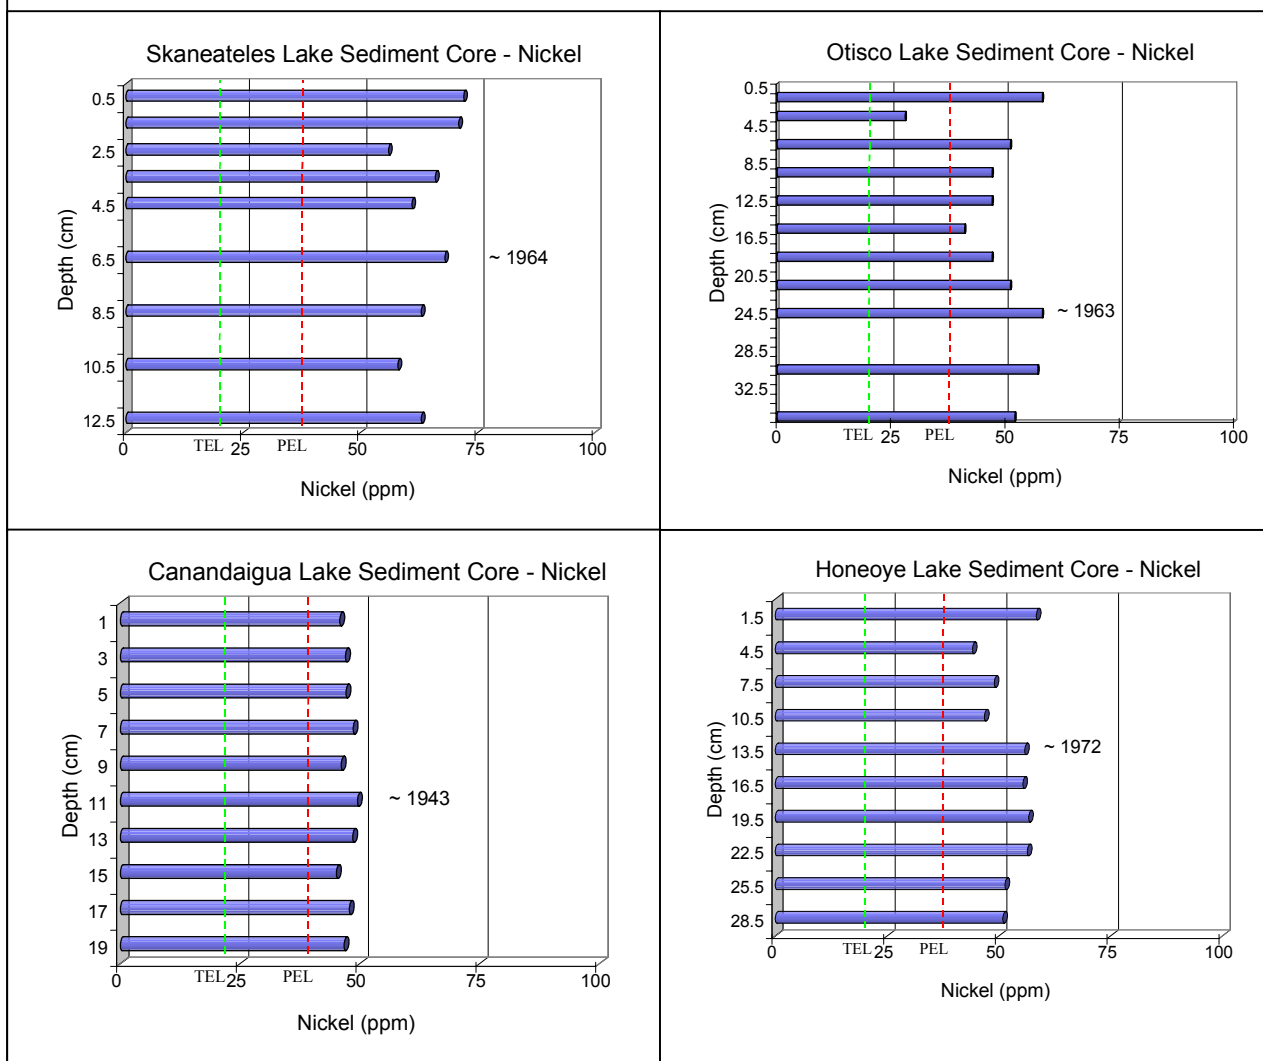 Skaneateles Lake Sediment Core - Nickel
Depth (cm)
0.5
2.5
4.5
6.5
8.5
10.5
12.5
~ 1964
0 TEL 25 PEL 50 75 100
Nickel (ppm)
Otisco Lake Sediment Core - Nickel
Depth (cm)
0.5
4.5
8.5
12.5
16.5
20.5
24.5
28.5
32.5
~ 1963
0 TEL 25 PEL 50 75 100
Nickel (ppm)
Canandaigua Lake Sediment Core - Nickel
Depth (cm)
1
3
5
7
9
11
13
15
17
19
~ 1943
0 TEL 25 PEL 50 75 100
Nickel (ppm)
Honeoye Lake Sediment Core - Nickel
Depth (cm)
1.5
4.5
7.5
10.5
13.5
16.5
19.5
22.5
25.5
28.5
~ 1972
0 TEL 25 PEL 50 75 100
Nickel (ppm)